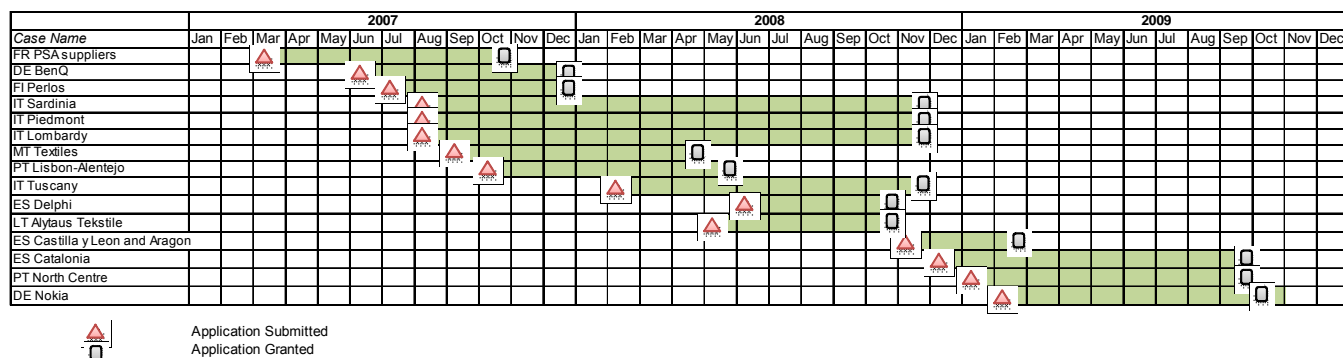 2007 2008 2009
Case Name Jan Feb Mar Apr May Jun Jul Aug Sep Oct Nov Dec Jan Feb Mar Apr May Jun Jul Aug Sep Oct Nov Dec Jan Feb Mar Apr May Jun Jul Aug Sep Oct Nov Dec
FR PSA suppliers
DE BenQ
FI Perlos
IT Sardinia
IT Piedmont
IT Lombardy
MT Textiles
PT Lisbon-Alentejo
IT Tuscany
ES Delphi
LT Alytaus Tekstile
ES Castilla y Leon and Aragon
ES Catalonia
PT North Centre
DE Nokia
Application Submitted
Application Granted